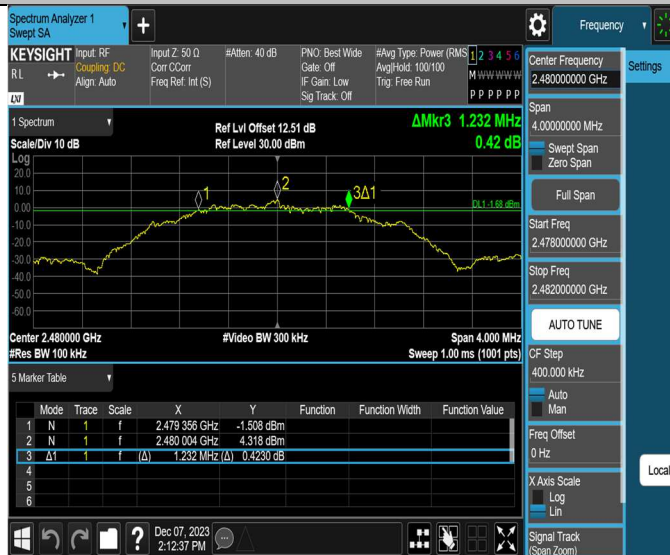 Spectrum Analyzer 1
Swept SA
Frequency
KEYSIGHT
RL
LXI
Input: RF
Coupling: DC
Align: Auto
Input Z: 50 Ω
Corr CCorr
Freq Ref: Int (S)
#Atten: 40 dB
PNO: Best Wide
Gate: Off
IF Gain: Low
Sig Track: Off
#Avg Type: Power (RMS
Avg|Hold: 100/100
Trig: Free Run
1 2 3 4 5 6
M W W W W W
P P P P P P
1 Spectrum
Scale/Div 10 dB
Ref Lvl Offset 12.51 dB
Ref Level 30.00 dBm
ΔMkr3 1.232 MHz
0.42 dB
Log
20.0
10.0
0.00
-10.0
-20.0
-30.0
-40.0
-50.0
-60.0
1
2
3Δ1
DL1 -1.68 dBm
Center 2.480000 GHz
#Res BW 100 kHz
#Video BW 300 kHz
Span 4.000 MHz
Sweep 1.00 ms (1001 pts)
5 Marker Table
Mode Trace Scale X Y Function Function Width Function Value
1 N 1 f 2.479 356 GHz -1.508 dBm
2 N 1 f 2.480 004 GHz 4.318 dBm
3 Δ1 1 f (Δ) 1.232 MHz (Δ) 0.4230 dB
4
5
6
?
Dec 07, 2023
2:12:37 PM
Center Frequency
2.480000000 GHz
Settings
Span
4.00000000 MHz
Swept Span
Zero Span
Full Span
Start Freq
2.478000000 GHz
Stop Freq
2.482000000 GHz
AUTO TUNE
CF Step
400.000 kHz
Auto
Man
Freq Offset
0 Hz
Local
X Axis Scale
Log
Lin
Signal Track
(Span Zoom)